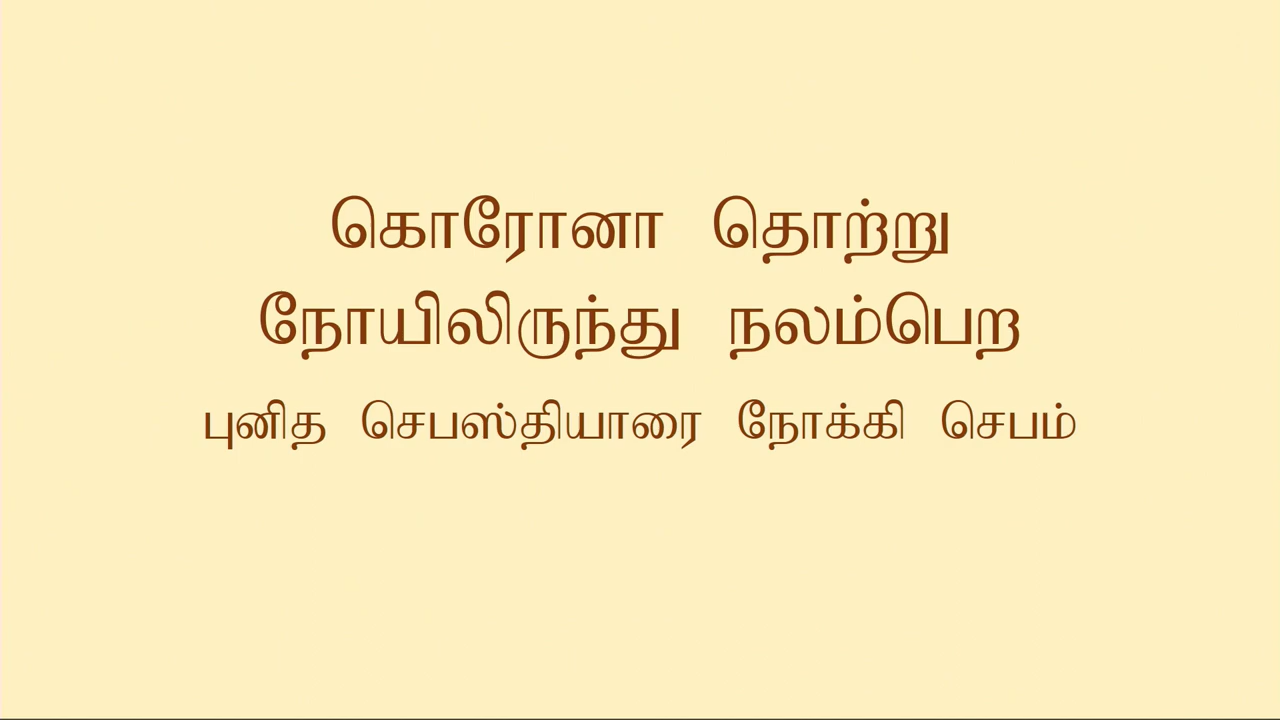 கொரோனா தொற்று
நோயிலிருந்து நலம்பெற
புனித செபஸ்தியாரை நோக்கி செபம்